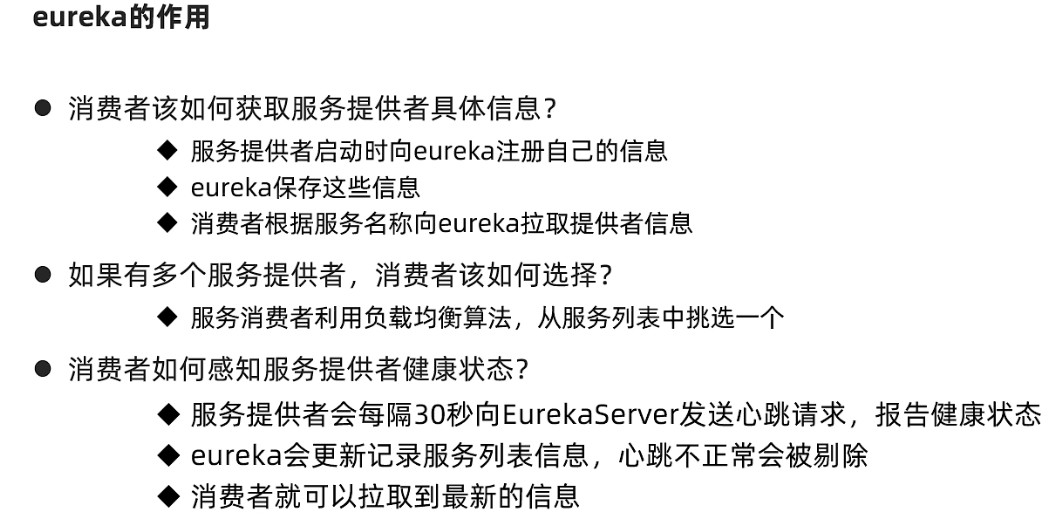 eureka的作用
● 消费者该如何获取服务提供者具体信息？
◆ 服务提供者启动时向eureka注册自己的信息
◆ eureka保存这些信息
◆ 消费者根据服务名称向eureka拉取提供者信息
● 如果有多个服务提供者，消费者该如何选择？
◆ 服务消费者利用负载均衡算法，从服务列表中挑选一个
● 消费者如何感知服务提供者健康状态？
◆ 服务提供者会每隔30秒向EurekaServer发送心跳请求，报告健康状态
◆ eureka会更新记录服务列表信息，心跳不正常会被剔除
◆ 消费者就可以拉取到最新的信息